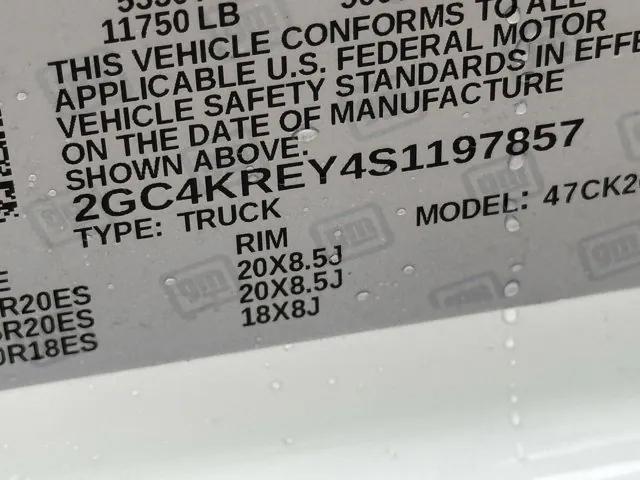 11750 LB
THIS VEHICLE CONFORMS TO ALL
APPLICABLE U.S. FEDERAL MOTOR
VEHICLE SAFETY STANDARDS IN EFFE
ON THE DATE OF MANUFACTURE
SHOWN ABOVE:
2GC4KREY4S1197857
TYPE: TRUCK MODEL: 47CK2
RIM
R20ES 20X8.5J
R20ES 20X8.5J
R18ES 18X8J
gm